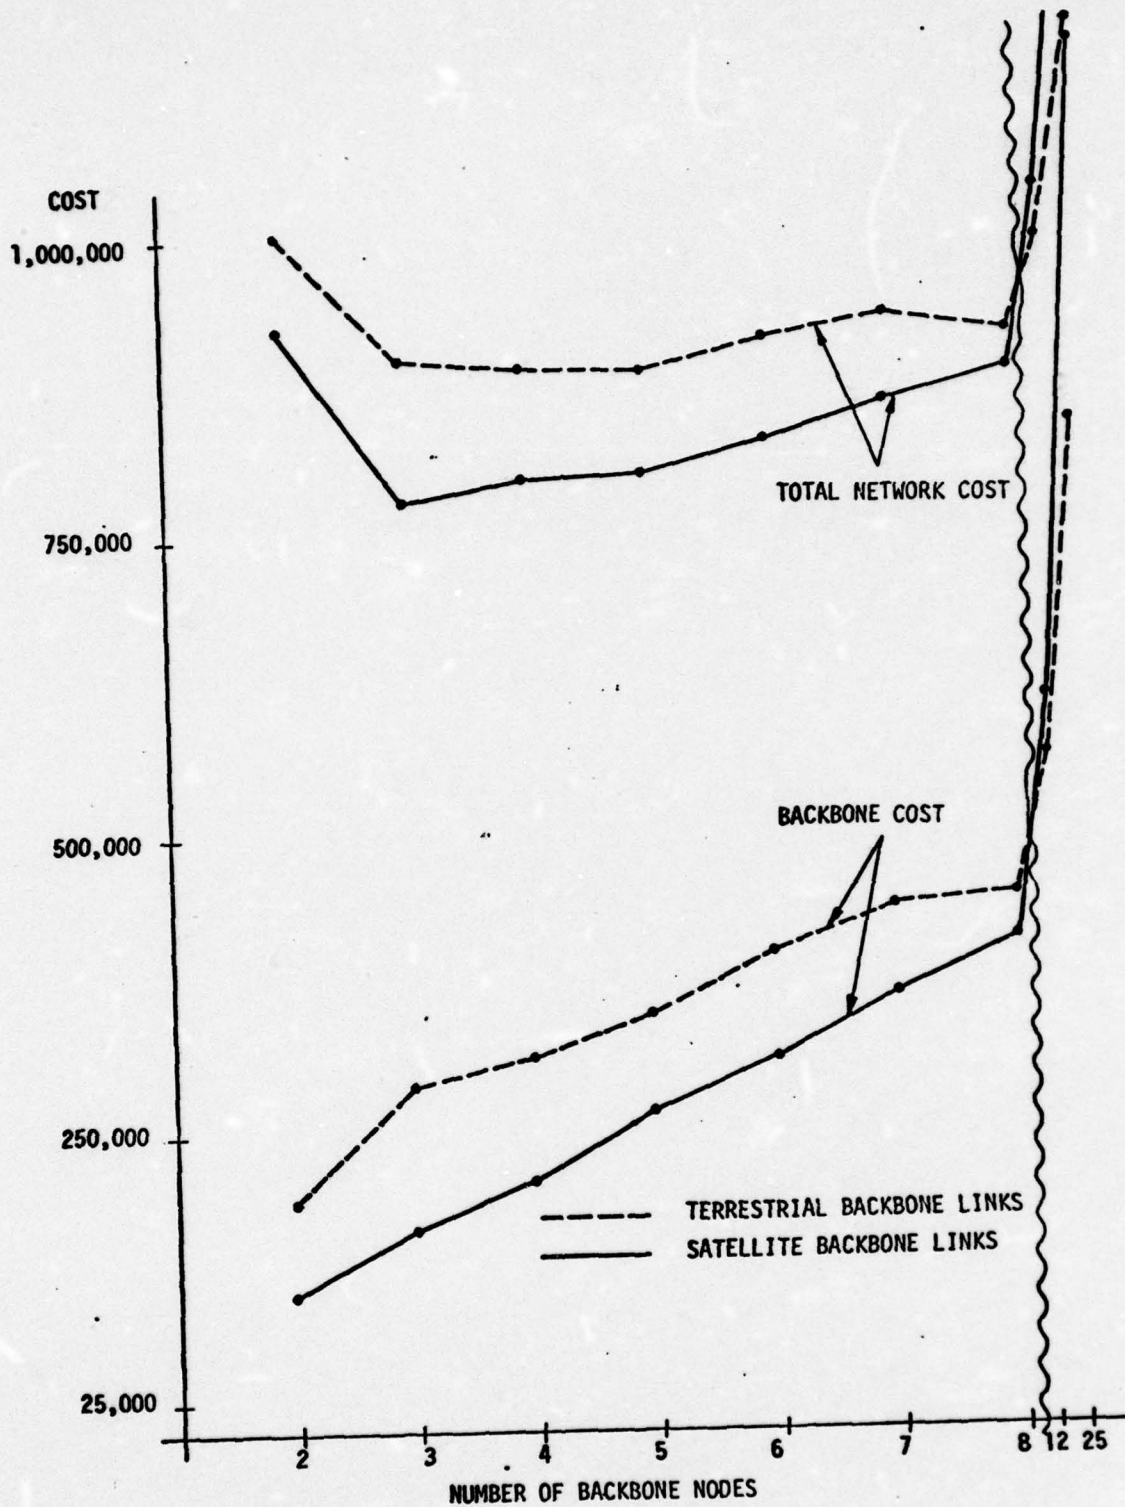 COST
1,000,000
750,000
500,000
250,000
25,000
TOTAL NETWORK COST
BACKBONE COST
TERRESTRIAL BACKBONE LINKS
SATELLITE BACKBONE LINKS
2 3 4 5 6 7 8 12 25
NUMBER OF BACKBONE NODES